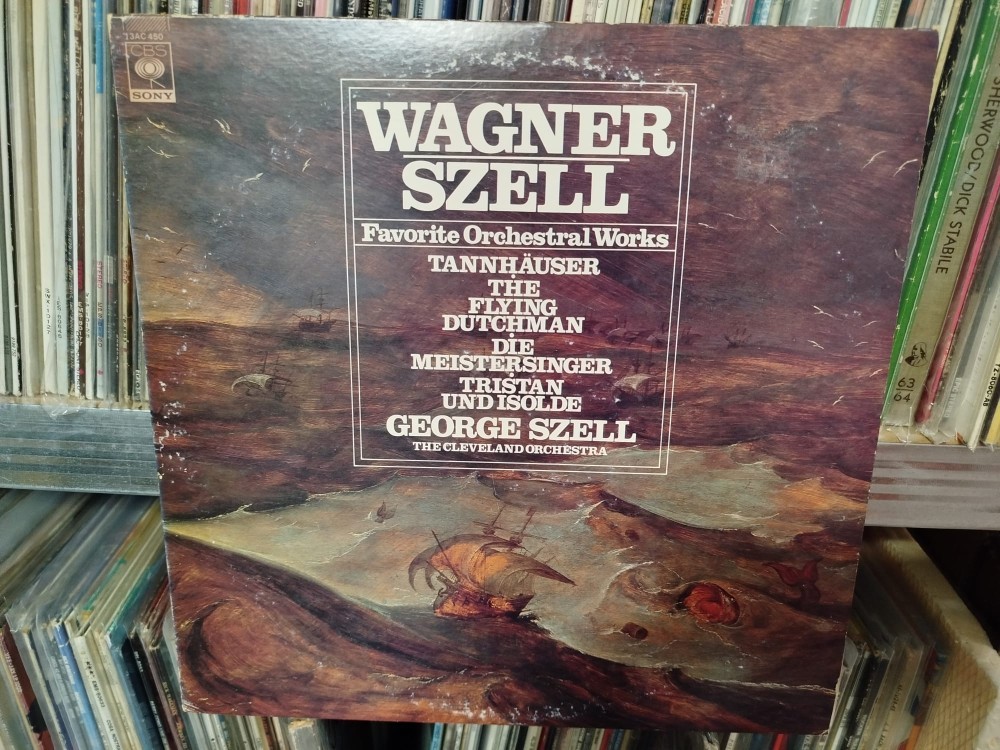 13AC 450
CBS
SONY
WAGNER
SZELL
Favorite Orchestral Works
TANNHÄUSER
THE
FLYING
DUTCHMAN
DIE
MEISTERSINGER
TRISTAN
UND ISOLDE
GEORGE SZELL
THE CLEVELAND ORCHESTRA
SHERWOOD/DICK STABILE
63
64